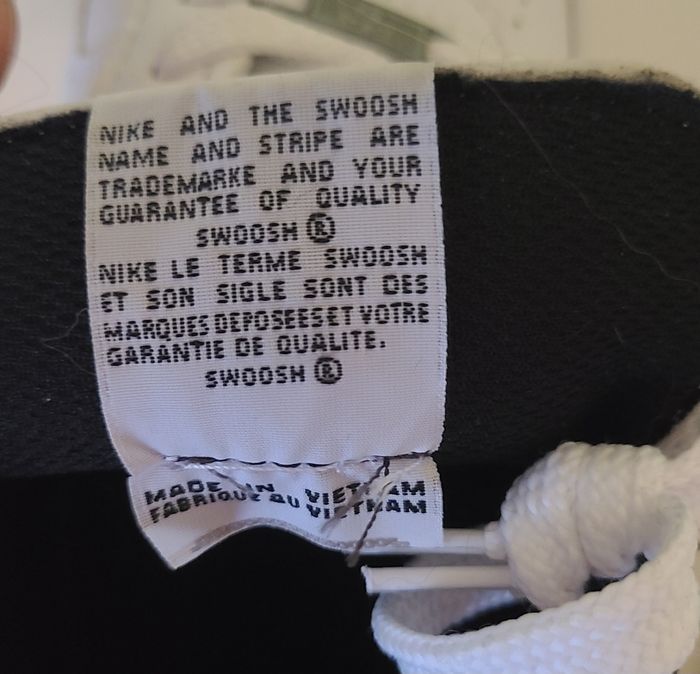 NIKE AND THE SWOOSH
NAME AND STRIPE ARE
TRADEMARKE AND YOUR
GUARANTEE OF QUALITY
SWOOSH ®
NIKE LE TERME SWOOSH
ET SON SIGLE SONT DES
MARQUES DEPOSEES ET VOTRE
GARANTIE DE QUALITE.
SWOOSH ®
MADE IN VIETNAM
FABRIQUE AU VIETNAM